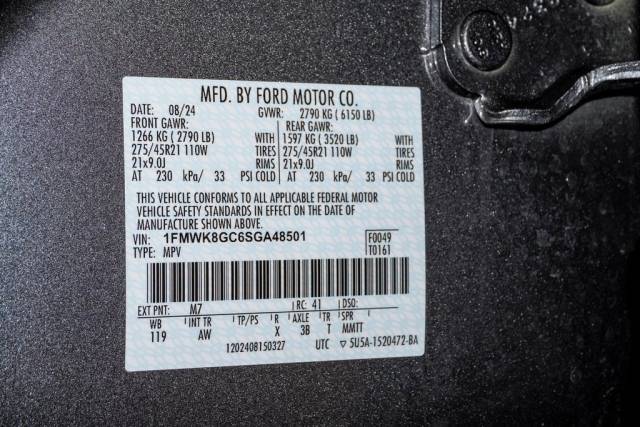 MFD. BY FORD MOTOR CO.
DATE: 08/24 GVWR: 2790 KG ( 6150 LB)
FRONT GAWR: REAR GAWR:
1266 KG ( 2790 LB) WITH 1597 KG ( 3520 LB) WITH
275/45R21 110W TIRES 275/45R21 110W TIRES
21x9.0J RIMS 21x9.0J RIMS
AT 230 kPa/ 33 PSI COLD AT 230 kPa/ 33 PSI COLD
THIS VEHICLE CONFORMS TO ALL APPLICABLE FEDERAL MOTOR
VEHICLE SAFETY STANDARDS IN EFFECT ON THE DATE OF
MANUFACTURE SHOWN ABOVE.
VIN: 1FMWK8GC6SGA48501 F0049
TYPE: MPV T0161
EXT PNT: M7 RC: 41 DSO:
WB INT TR TP/PS R AXLE TR SPR
119 AW X 3B T MMTT
1202408150327 UTC ▽ 5U5A-1520472-BA